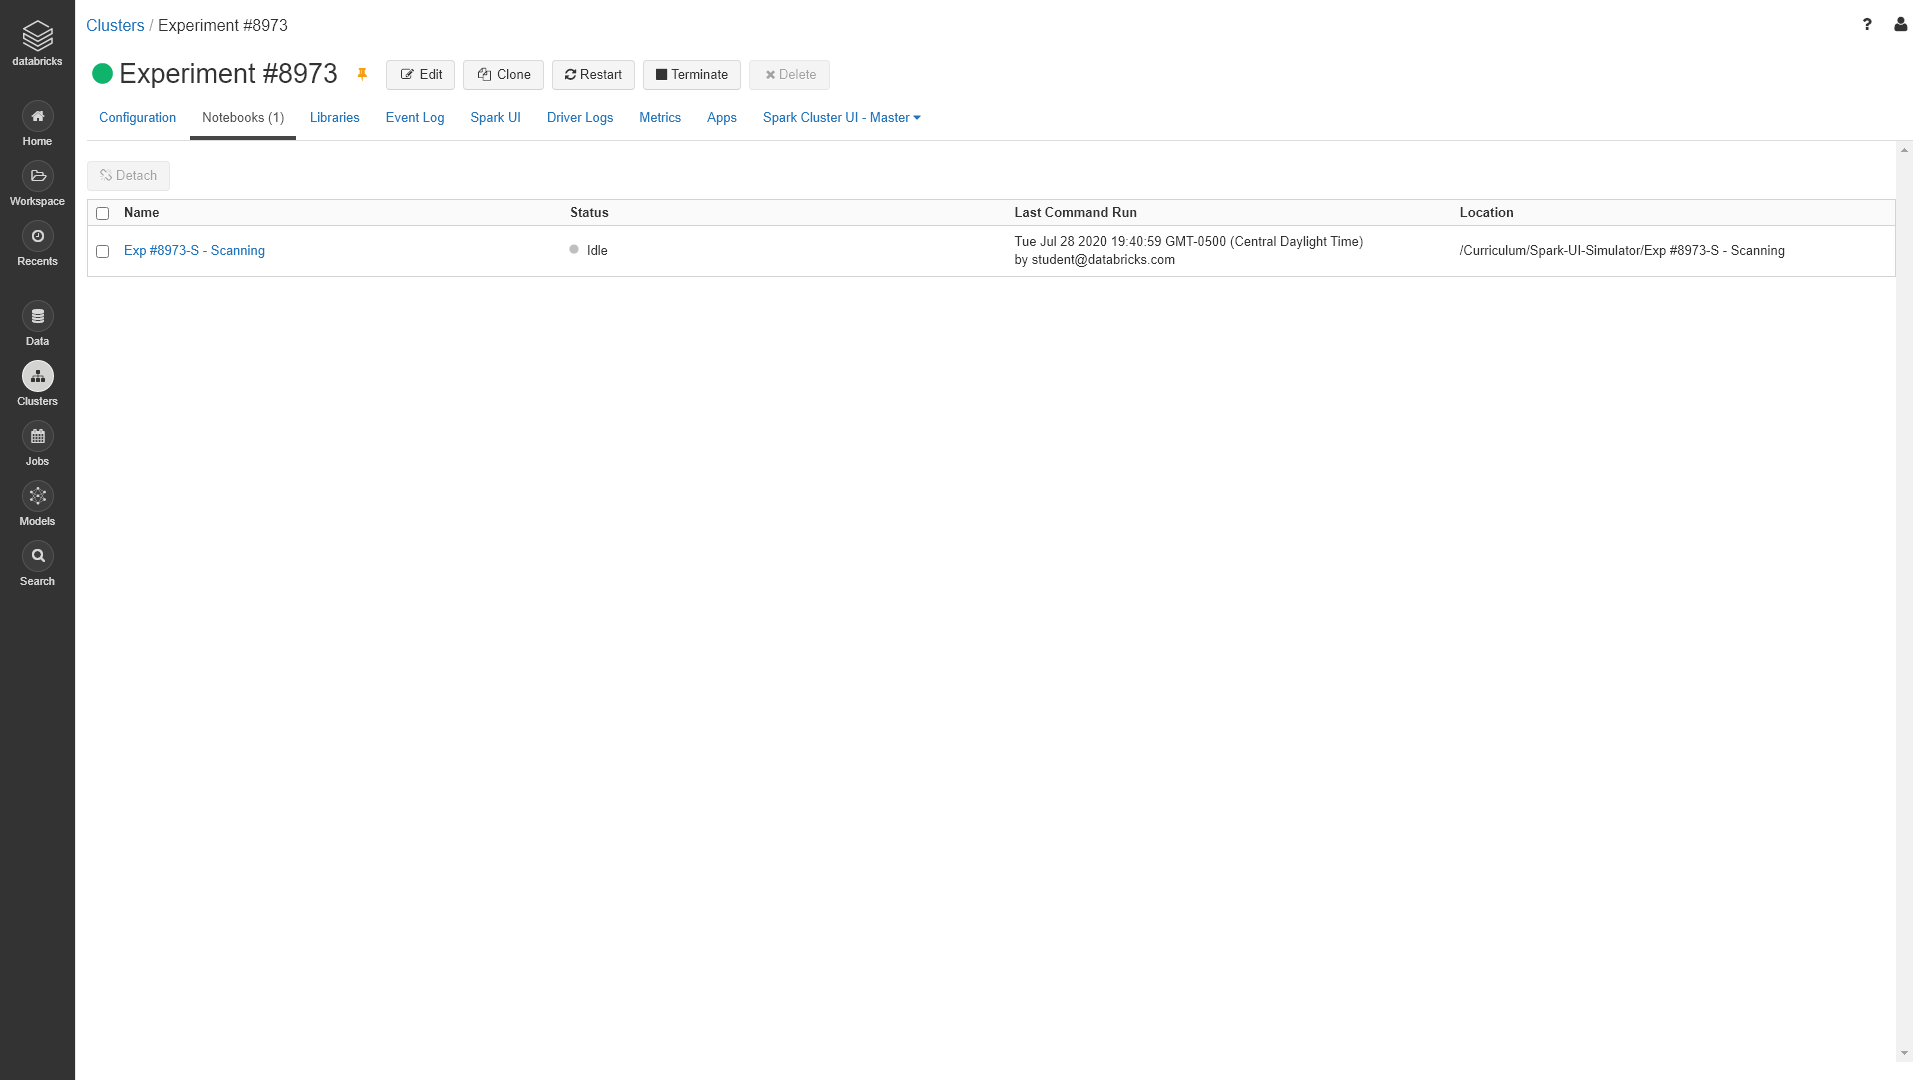 databricks
Home
Workspace
Recents
Data
Clusters
Jobs
Models
Search
Clusters / Experiment #8973
?
Experiment #8973
Edit
Clone
Restart
Terminate
Delete
Configuration
Notebooks (1)
Libraries
Event Log
Spark UI
Driver Logs
Metrics
Apps
Spark Cluster UI - Master
Detach
Name
Status
Last Command Run
Location
Exp #8973-S - Scanning
Idle
Tue Jul 28 2020 19:40:59 GMT-0500 (Central Daylight Time)
by student@databricks.com
/Curriculum/Spark-UI-Simulator/Exp #8973-S - Scanning